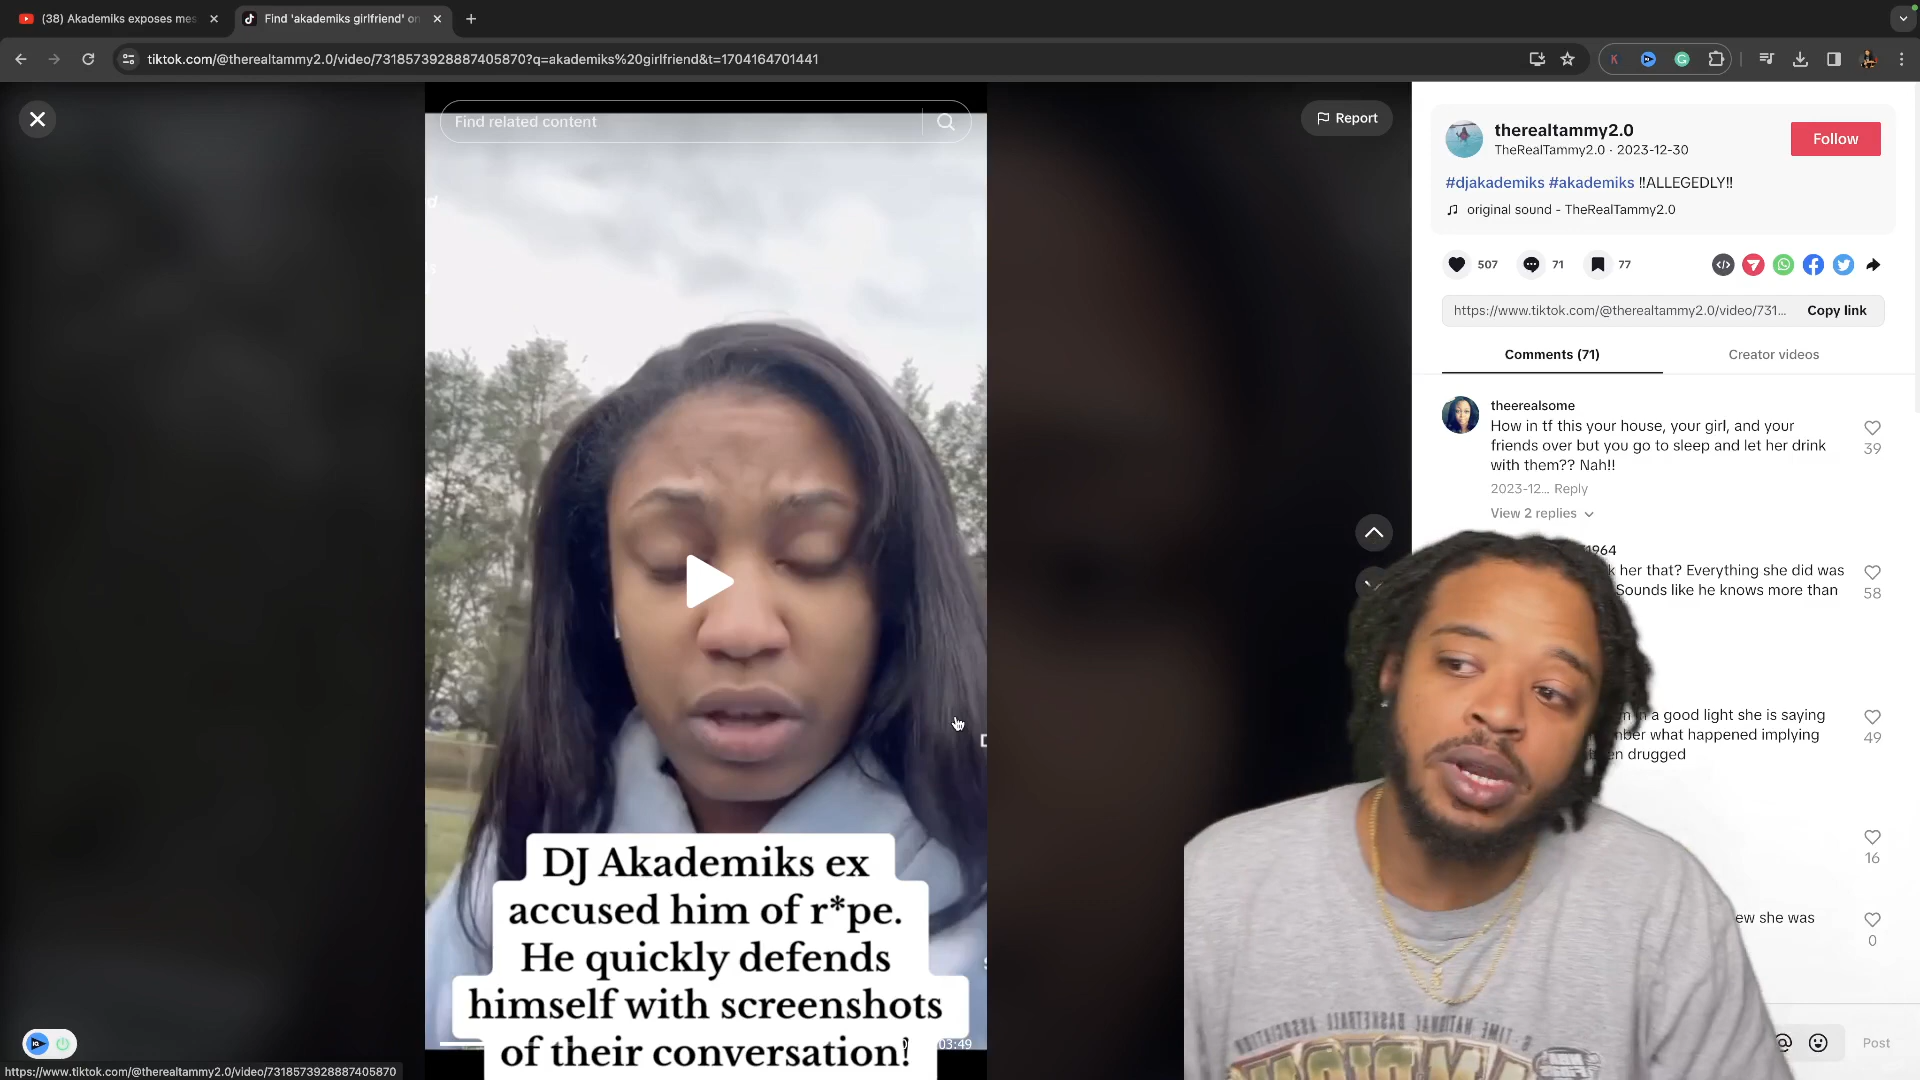 (38) Akademiks exposes mes
Find 'akademiks girlfriend' on
tiktok.com/@therealtammy2.0/video/7318573928887405870?q=akademiks%20girlfriend&t=1704164701441
Find related content
Report
therealtammy2.0
TheRealTammy2.0 · 2023-12-30
Follow
#djakademiks #akademiks ‼️ALLEGEDLY‼️
original sound - TheRealTammy2.0
507
71
77
https://www.tiktok.com/@therealtammy2.0/video/731...
Copy link
Comments (71)
Creator videos
theerealsome
How in tf this your house, your girl, and your
friends over but you go to sleep and let her drink
with them?? Nah!!
39
2023-12... Reply
View 2 replies
1964
k her that? Everything she did was
Sounds like he knows more than
58
in a good light she is saying
mber what happened implying
49
en drugged
16
ew she was
0
DJ Akademiks ex
accused him of r*pe.
He quickly defends
himself with screenshots
of their conversation!
03:49
Post
https://www.tiktok.com/@therealtammy2.0/video/7318573928887405870